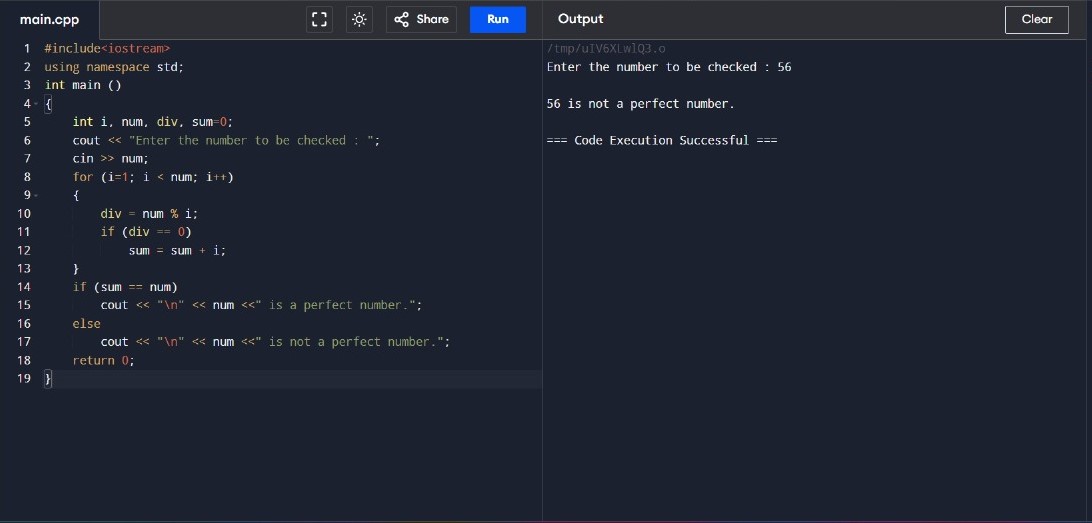 main.cpp
Share
Run
Output
Clear
1 #include<iostream>
2 using namespace std;
3 int main ()
4 {
5 int i, num, div, sum=0;
6 cout << "Enter the number to be checked : ";
7 cin >> num;
8 for (i=1; i < num; i++)
9 {
10 div = num % i;
11 if (div == 0)
12 sum = sum + i;
13 }
14 if (sum == num)
15 cout << "\n" << num <<" is a perfect number.";
16 else
17 cout << "\n" << num <<" is not a perfect number.";
18 return 0;
19 }
/tmp/uIV6XLwlQ3.o
Enter the number to be checked : 56
56 is not a perfect number.
=== Code Execution Successful ===